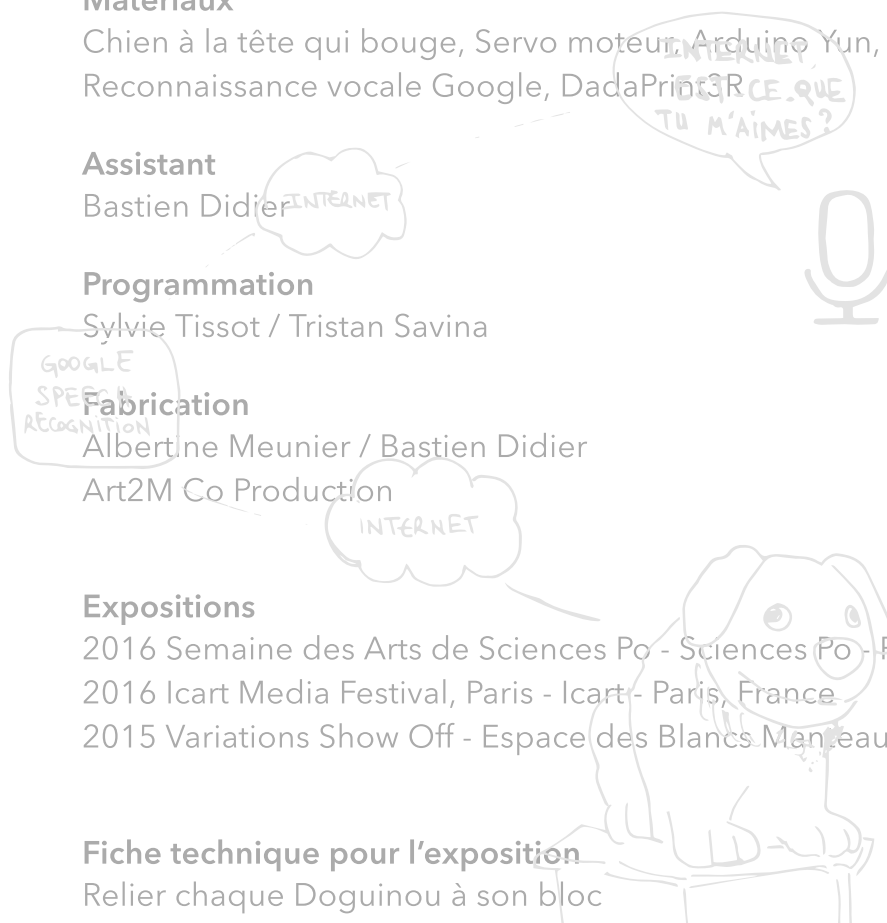 Matériaux
Chien à la tête qui bouge, Servo moteur, Arduino Yun,
Reconnaissance vocale Google, DadaPrint3R
INTERNET
EST-CE-QUE
TU M'AIMES?
Assistant
Bastien Didier
INTERNET
Programmation
Sylvie Tissot / Tristan Savina
GOOGLE
SPEECH
RECOGNITION
Fabrication
Albertine Meunier / Bastien Didier
Art2M Co Production
INTERNET
Expositions
2016 Semaine des Arts de Sciences Po - Sciences Po -
2016 Icart Media Festival, Paris - Icart - Paris, France
2015 Variations Show Off - Espace des Blancs Manteau
Fiche technique pour l’exposition
Relier chaque Doguinou à son bloc